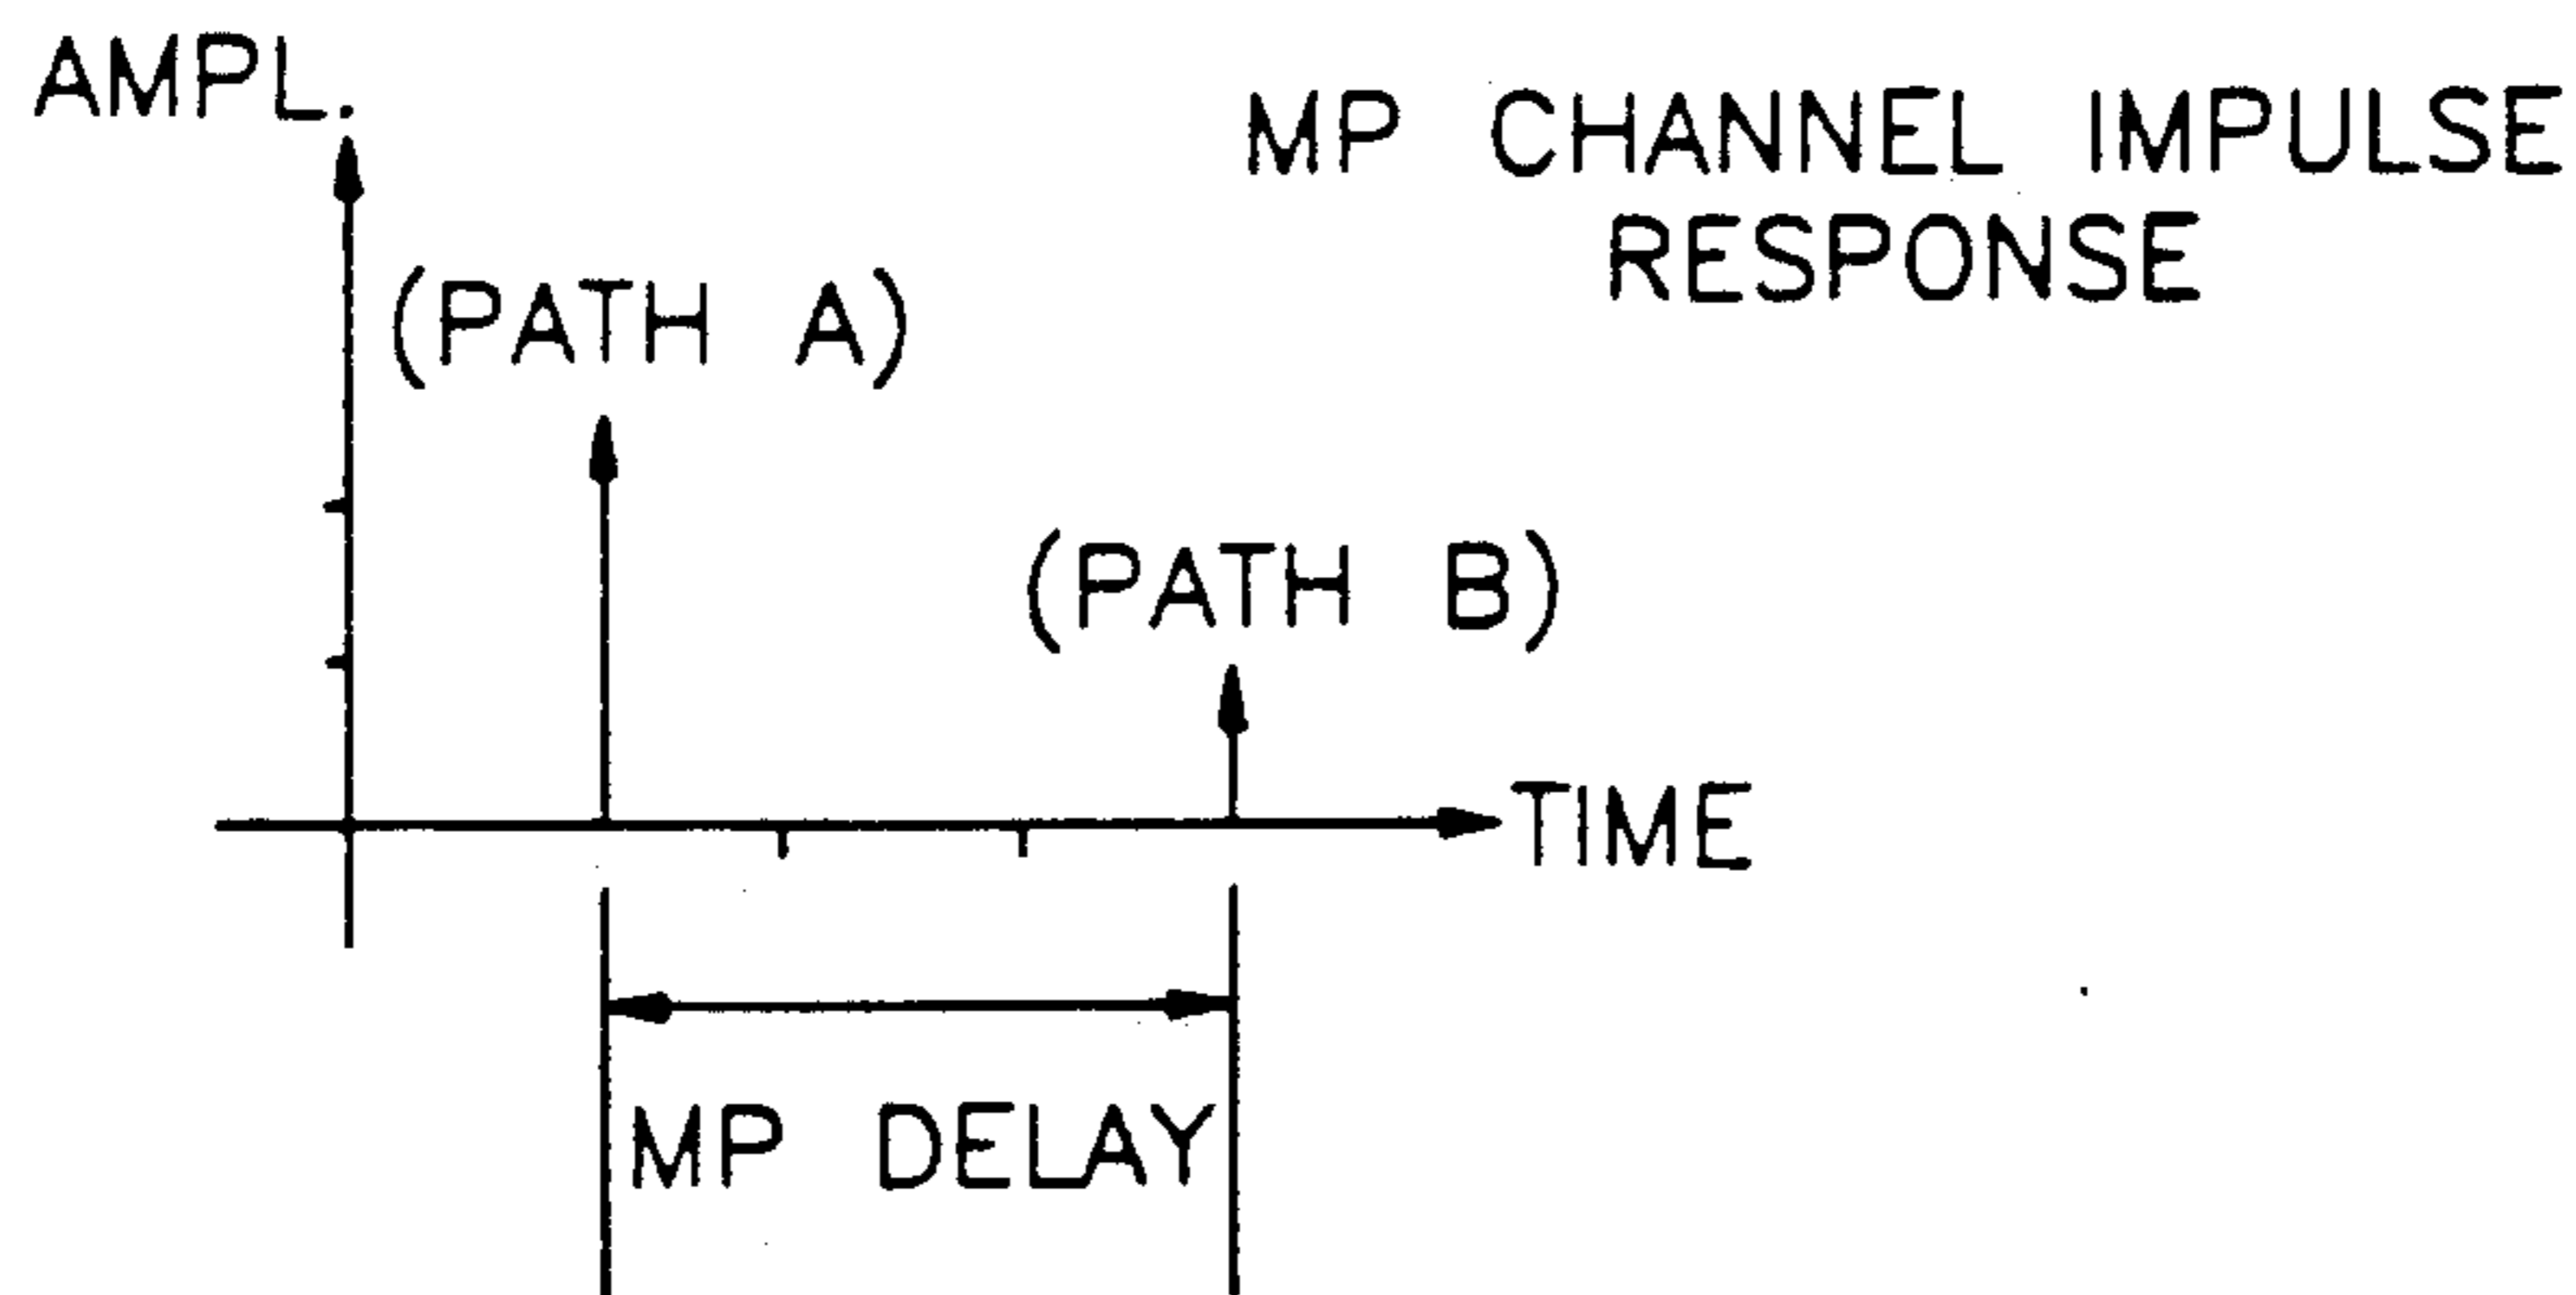 AMPL.
MP CHANNEL IMPULSE
RESPONSE
(PATH A)
(PATH B)
TIME
MP DELAY